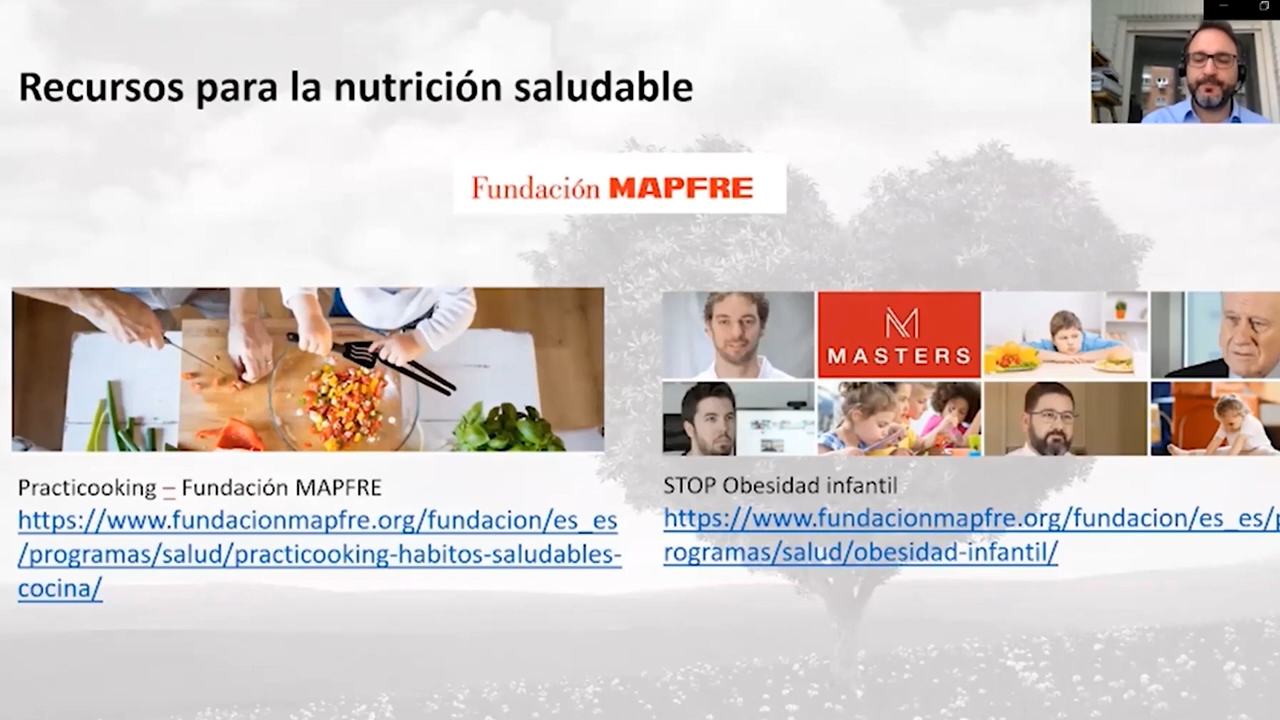 Recursos para la nutrición saludable
Fundación MAPFRE
MASTERS
Practicooking – Fundación MAPFRE
https://www.fundacionmapfre.org/fundacion/es_es
/programas/salud/practicooking-habitos-saludables-
cocina/
STOP Obesidad infantil
https://www.fundacionmapfre.org/fundacion/es_es/p
rogramas/salud/obesidad-infantil/